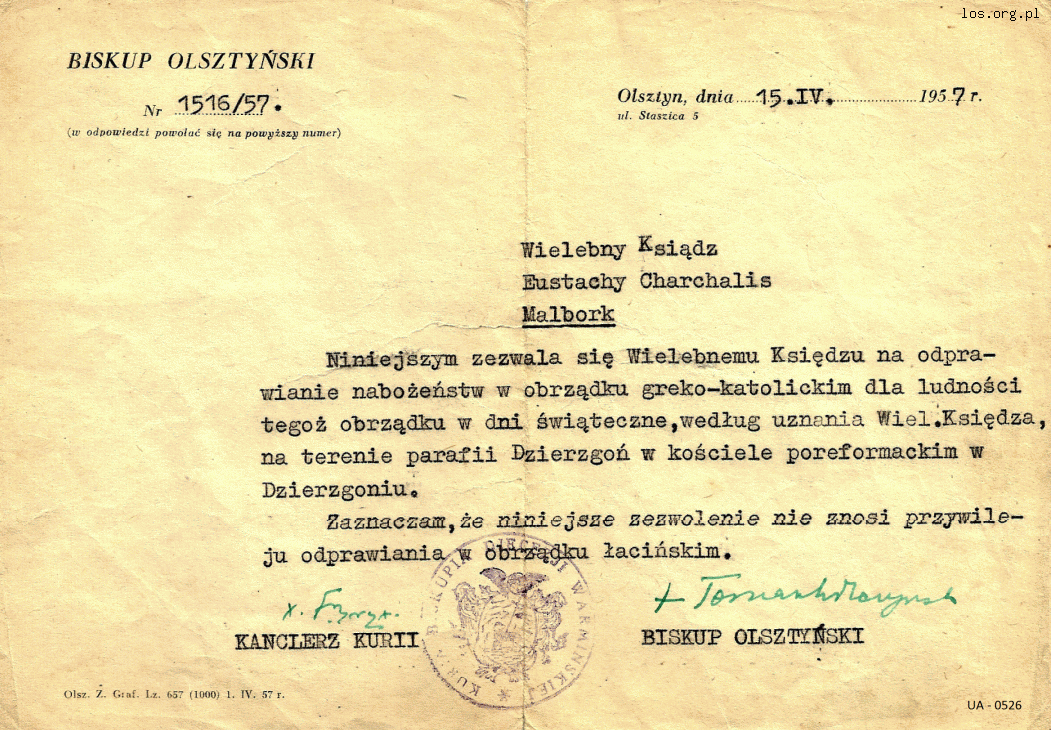 los.org.pl
BISKUP OLSZTYŃSKI
Nr 1516/57.
(w odpowiedzi powołać się na powyższy numer)
Olsztyn, dnia 15.IV. 1957 r.
ul. Staszica 5
Wielebny Ksiądz
Eustachy Charchalis
Malbork
Niniejszym zezwala się Wielebnemu Księdzu na odpra-
wianie nabożeństw w obrządku greko-katolickim dla ludności
tegoż obrządku w dni świąteczne,według uznania Wiel.Księdza,
na terenie parafii Dzierzgoń w kościele poreformackim w
Dzierzgoniu.
Zaznaczam,że niniejsze zezwolenie nie znosi przywile-
ju odprawiania w obrządku łacińskim.
KURIA BISKUPIA DIECEZJI WARMIŃSKIEJ
KANCLERZ KURII
BISKUP OLSZTYŃSKI
Olsz. Z. Graf. Lz. 657 (1000) 1. IV. 57 r.
UA - 0526